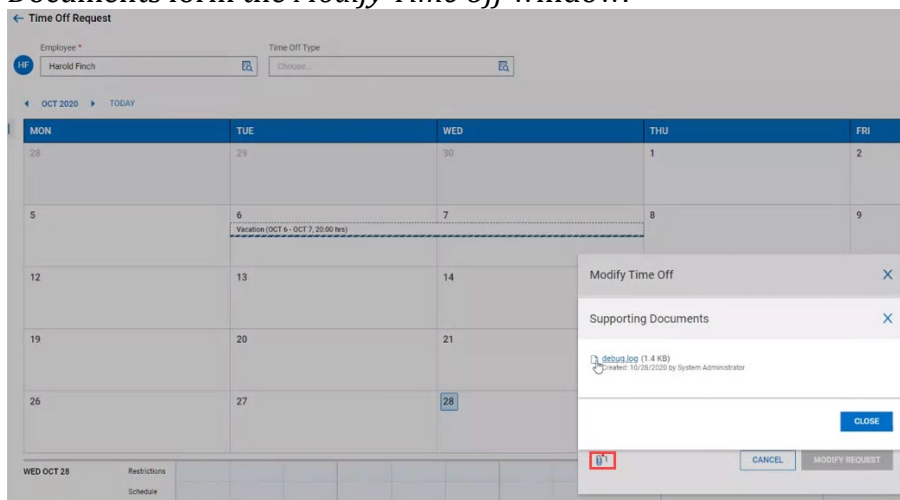 Documents form the Modify Time Off window.
← Time Off Request
Employee * Time Off Type
HF Harold Finch Choose...
OCT 2020 TODAY
MON TUE WED THU FRI
28 29 30 1 2
5 6 7 8 9
Vacation (OCT 6 - OCT 7, 20:00 hrs)
12 13 14
Modify Time Off X
Supporting Documents X
19 20 21
debug.log (1.4 KB)
Created: 10/28/2020 by System Administrator
26 27 28
CLOSE
1 CANCEL MODIFY REQUEST
WED OCT 28 Restrictions
Schedule